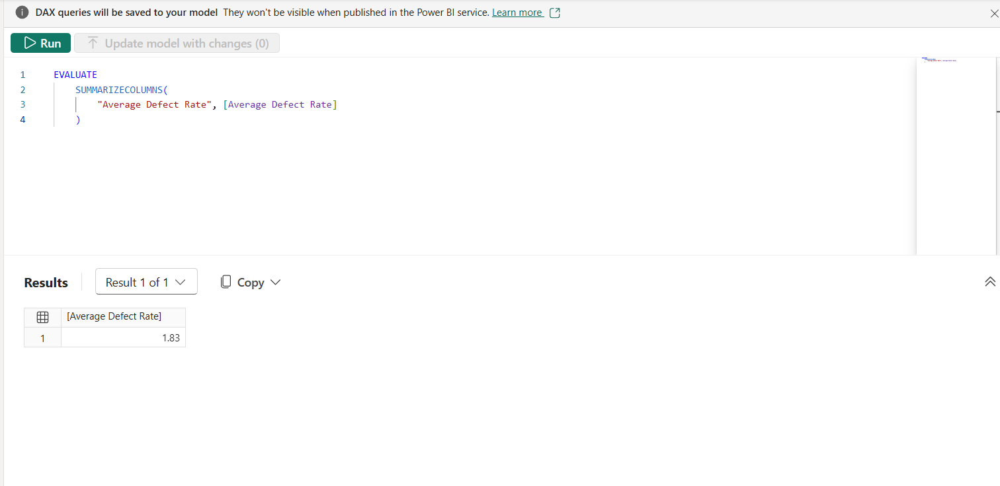 DAX queries will be saved to your model They won't be visible when published in the Power BI service. Learn more
Run Update model with changes (0)
1 EVALUATE
2 SUMMARIZECOLUMNS(
3 "Average Defect Rate", [Average Defect Rate]
4 )
Results Result 1 of 1 Copy
[Average Defect Rate]
1 1.83